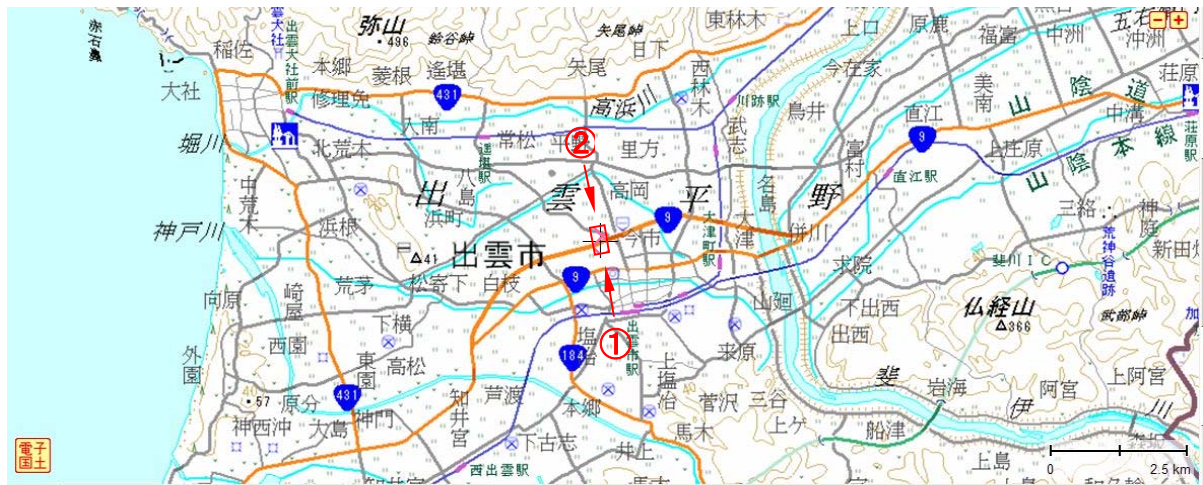 出雲大社
出雲大社前駅
稲佐
大社
弥山
・496
鈴谷峠
矢尾峠
東林木
上口
原鹿
福富
中洲
沖洲
荘原
日下
本郷
菱根
遙堪
矢尾
西林木
今在家
美南
山陰道
修理免
431
高浜川
川跡駅
鳥井
直江
中溝
入南
常松
平野
里方
武志
9
上庄原
荘原駅
堀川
北荒木
遥堪駅
②
富村
直江駅
山陰本線
中荒木
八島
高岡
名島
出雲平野
浜町
9
大津町駅
大津
三絡
神庭
神戸川
浜根
今市
併川
新田
荒神谷遺跡
△41
出雲市
求院
斐川IC
荒茅
松寄下
白枝
9
仏経山
△366
武部峠
向原
崎屋
山廻
下出西
出西
下横
塩冶
①
出雲市駅
来原
外園
西園
東園
高松
184
上塩冶
斐伊川
岩海
阿宮
上阿宮
・57
原分
431
芦渡
知井宮
本郷
菅沢
三谷
神西沖
大島
神門
下古志
井上
馬木
上ケ
船津
西出雲駅
上島
電子国土
0
2.5 km